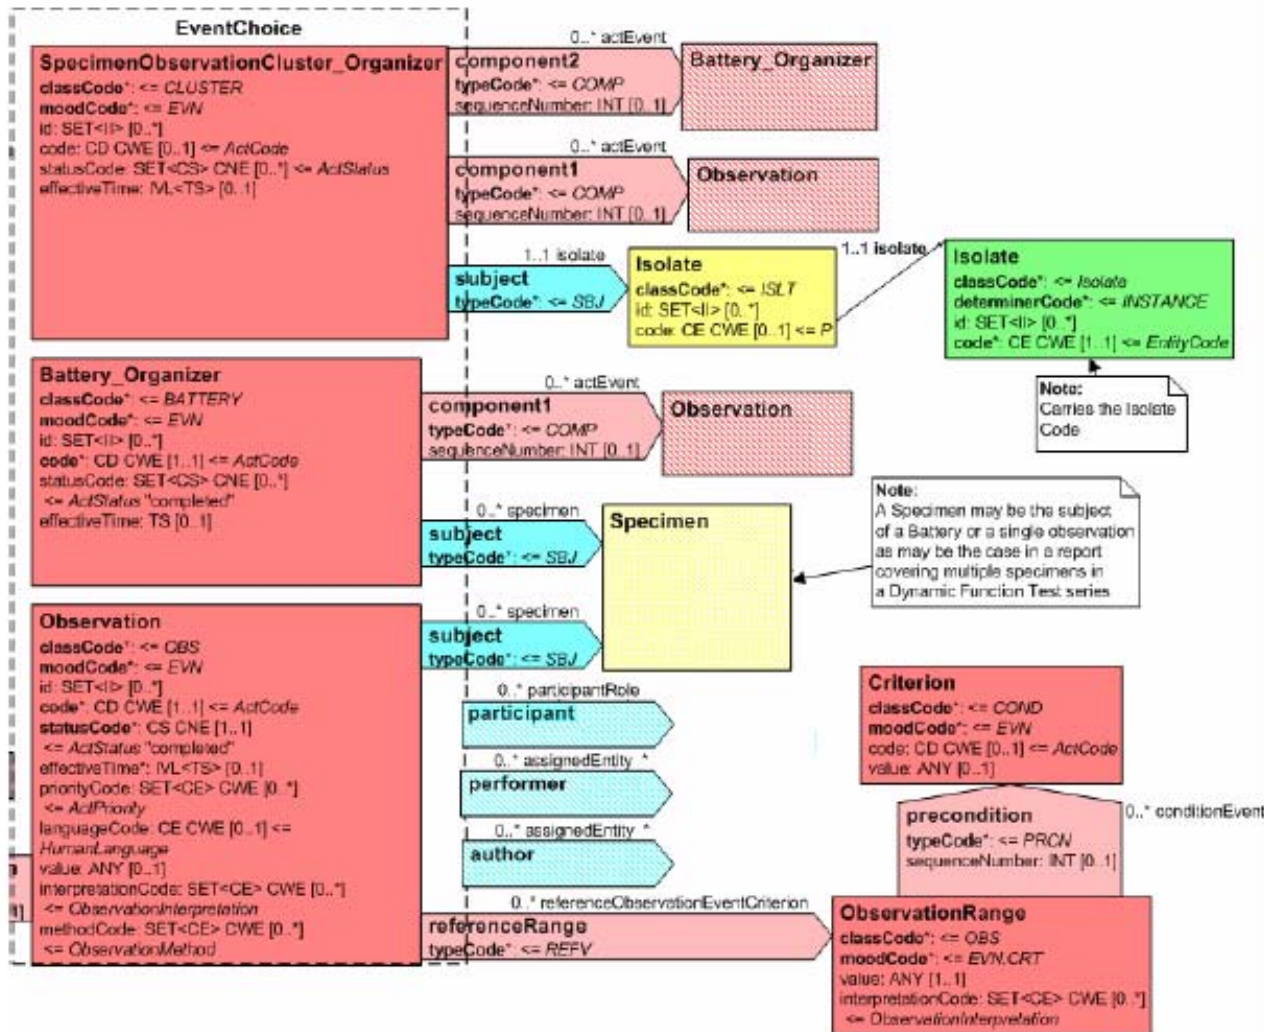 EventChoice
SpecimenObservationCluster_Organizer
classCode*: <= CLUSTER
moodCode*: <= EVN
id: SET<II> [0..*]
code: CD CWE [0..1] <= ActCode
statusCode: SET<CS> CNE [0..*] <= ActStatus
effectiveTime: IVL<TS> [0..1]
0..* actEvent
component2
typeCode*: <= COMP
sequenceNumber: INT [0..1]
Battery_Organizer
0..* actEvent
component1
typeCode*: <= COMP
sequenceNumber: INT [0..1]
Observation
1..1 isolate
subject
typeCode*: <= SBJ
Isolate
classCode*: <= ISLT
id: SET<II> [0..*]
code: CE CWE [0..1] <= P
1..1 isolate
Isolate
classCode*: <= Isolate
determinerCode*: <= INSTANCE
id: SET<II> [0..*]
code*: CE CWE [1..1] <= EntityCode
Note:
Carries the Isolate
Code
Battery_Organizer
classCode*: <= BATTERY
moodCode*: <= EVN
id: SET<II> [0..*]
code*: CD CWE [1..1] <= ActCode
statusCode: SET<CS> CNE [0..*]
<= ActStatus "completed"
effectiveTime: TS [0..1]
0..* actEvent
component1
typeCode*: <= COMP
sequenceNumber: INT [0..1]
Observation
0..* specimen
subject
typeCode*: <= SBJ
Specimen
Note:
A Specimen may be the subject
of a Battery or a single observation
as may be the case in a report
covering multiple specimens in
a Dynamic Function Test series
Observation
classCode*: <= OBS
moodCode*: <= EVN
id: SET<II> [0..*]
code*: CD CWE [1..1] <= ActCode
statusCode*: CS CNE [1..1]
<= ActStatus "completed"
effectiveTime*: IVL<TS> [0..1]
priorityCode: SET<CE> CWE [0..*]
<= ActPriority
languageCode: CE CWE [0..1] <=
HumanLanguage
value: ANY [0..1]
interpretationCode: SET<CE> CWE [0..*]
<= ObservationInterpretation
methodCode: SET<CE> CWE [0..*]
<= ObservationMethod
0..* specimen
subject
typeCode*: <= SBJ
0..* participantRole
participant
0..* assignedEntity *
performer
0..* assignedEntity *
author
0..* referenceObservationEventCriterion
referenceRange
typeCode*: <= REFV
Criterion
classCode*: <= COND
moodCode*: <= EVN
code: CD CWE [0..1] <= ActCode
value: ANY [0..1]
precondition
typeCode*: <= PRCN
sequenceNumber: INT [0..1]
0..* conditionEvent
ObservationRange
classCode*: <= OBS
moodCode*: <= EVN.CRT
value: ANY [1..1]
interpretationCode: SET<CE> CWE [0..*]
<= ObservationInterpretation